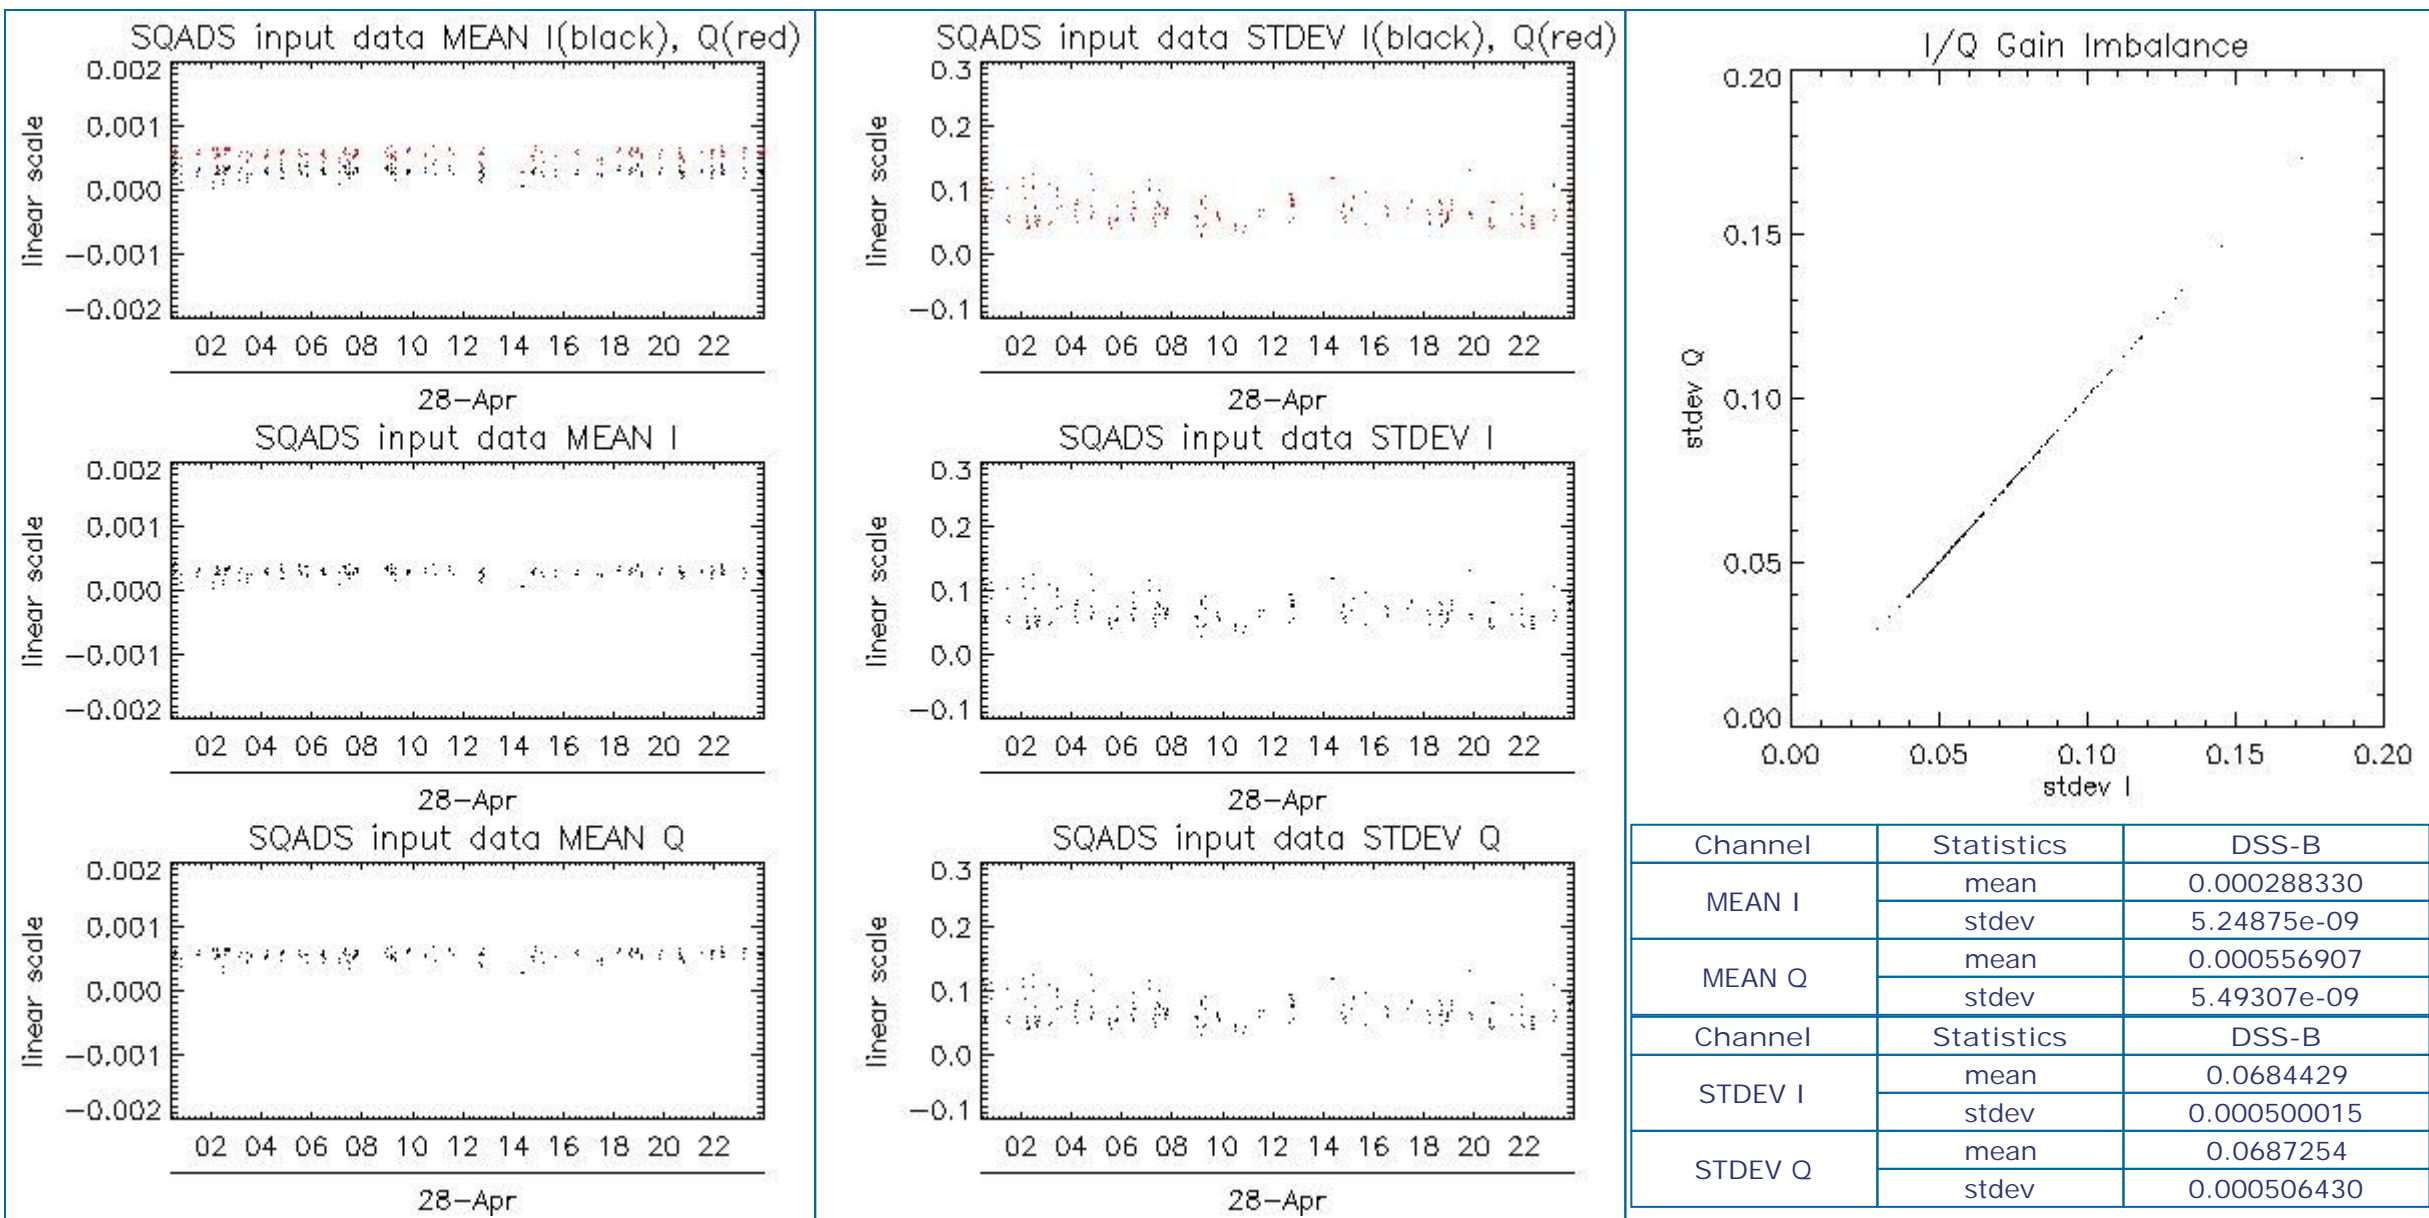 SQADS input data MEAN I(black), Q(red)
0.002
0.001
0.000
−0.001
−0.002
linear scale
02 04 06 08 10 12 14 16 18 20 22
28-Apr
SQADS input data MEAN I
0.002
0.001
0.000
−0.001
−0.002
linear scale
02 04 06 08 10 12 14 16 18 20 22
28-Apr
SQADS input data MEAN Q
0.002
0.001
0.000
−0.001
−0.002
linear scale
02 04 06 08 10 12 14 16 18 20 22
28-Apr
SQADS input data STDEV I(black), Q(red)
0.3
0.2
0.1
0.0
−0.1
linear scale
02 04 06 08 10 12 14 16 18 20 22
28-Apr
SQADS input data STDEV I
0.3
0.2
0.1
0.0
−0.1
linear scale
02 04 06 08 10 12 14 16 18 20 22
28-Apr
SQADS input data STDEV Q
0.3
0.2
0.1
0.0
−0.1
linear scale
02 04 06 08 10 12 14 16 18 20 22
28-Apr
I/Q Gain Imbalance
0.20
0.15
0.10
0.05
0.00
stdev Q
0.00 0.05 0.10 0.15 0.20
stdev I
Channel Statistics DSS-B
MEAN I mean 0.000288330
stdev 5.24875e-09
MEAN Q mean 0.000556907
stdev 5.49307e-09
Channel Statistics DSS-B
STDEV I mean 0.0684429
stdev 0.000500015
STDEV Q mean 0.0687254
stdev 0.000506430